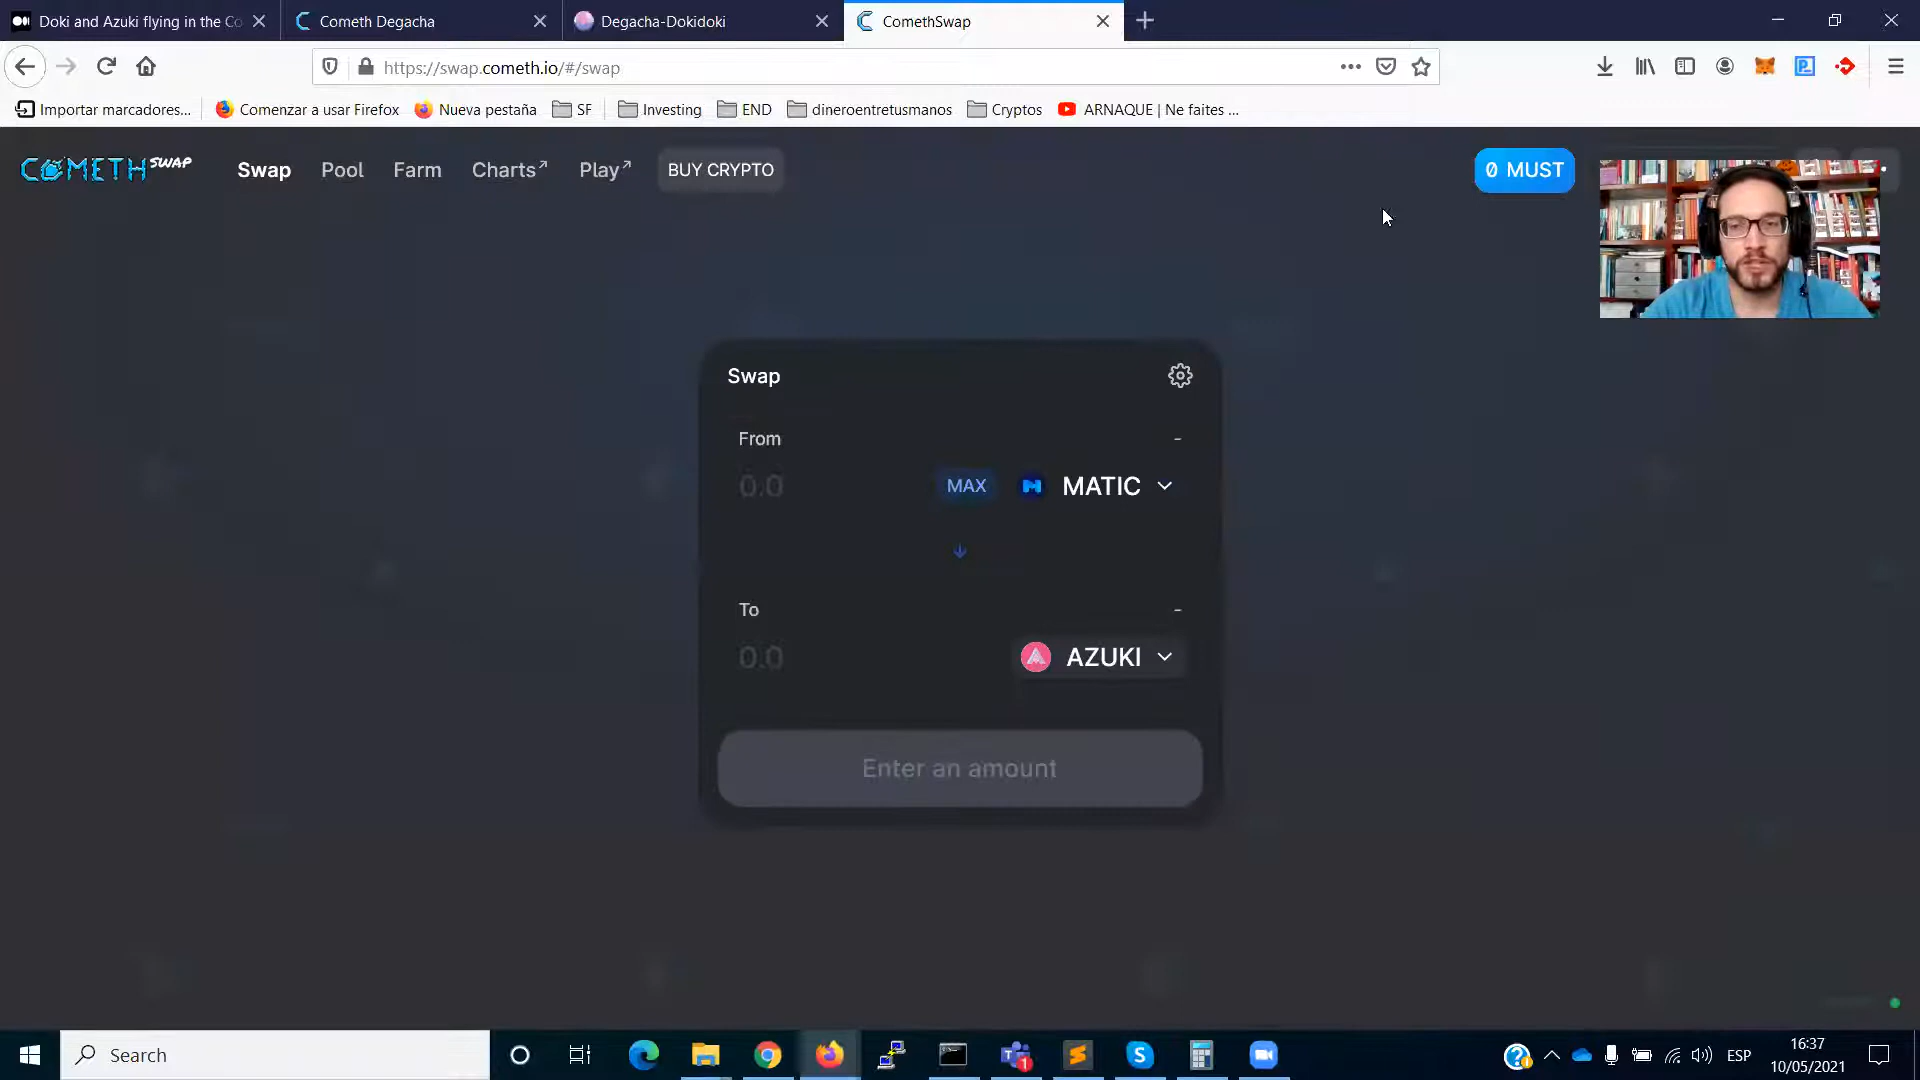 Doki and Azuki flying in the Co
Cometh Degacha
Degacha-Dokidoki
ComethSwap
https://swap.cometh.io/#/swap
Importar marcadores...
Comenzar a usar Firefox
Nueva pestaña
SF
Investing
END
dineroentretusmanos
Cryptos
ARNAQUE | Ne faites ...
COMETH SWAP
Swap
Pool
Farm
Charts↗
Play↗
BUY CRYPTO
0 MUST
Swap
From
-
0.0
MAX
MATIC
To
-
0.0
AZUKI
Enter an amount
Search
1
ESP
16:37
10/05/2021